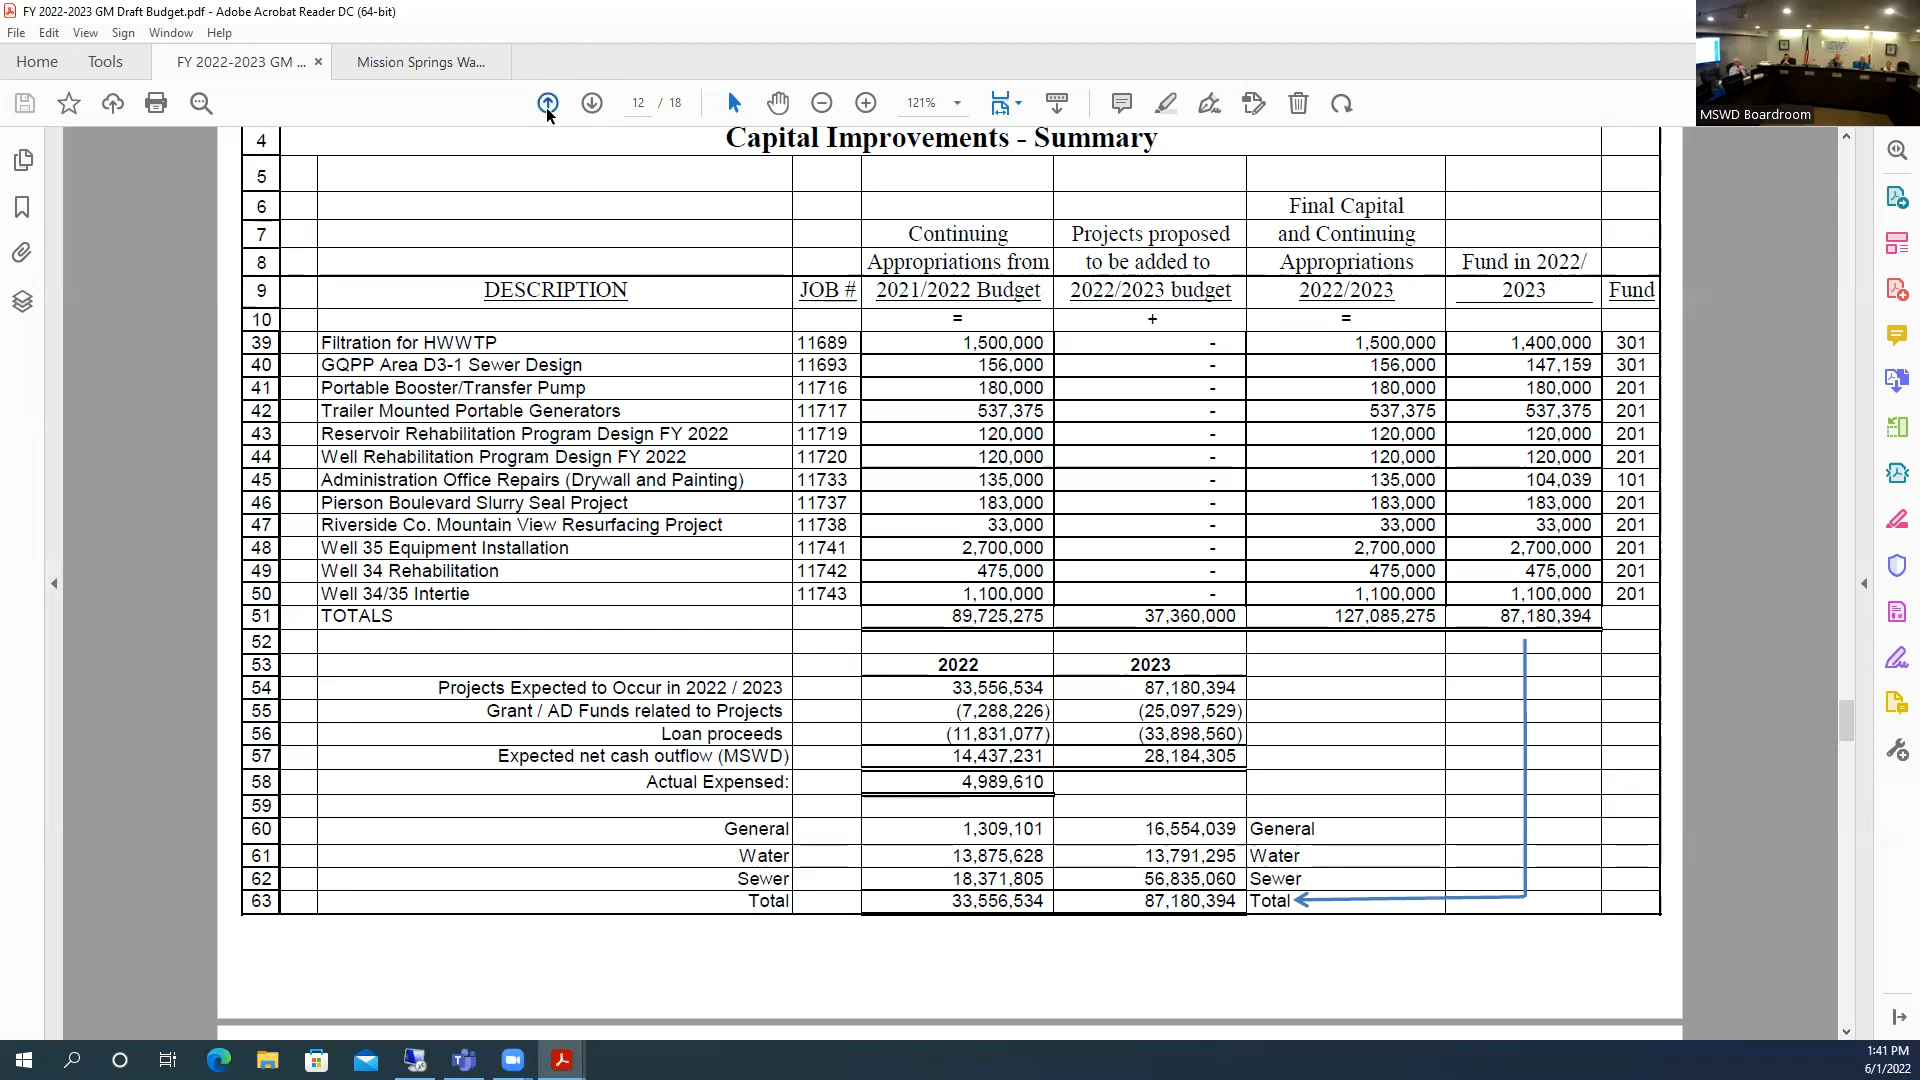 FY 2022-2023 GM Draft Budget.pdf - Adobe Acrobat Reader DC (64-bit)
File Edit View Sign Window Help
Home Tools FY 2022-2023 GM ... × Mission Springs Wa...
12 / 18 121%
MSWD Boardroom
4 Capital Improvements - Summary
5
6 Final Capital
7 Continuing Projects proposed and Continuing
8 Appropriations from to be added to Appropriations Fund in 2022/
9 DESCRIPTION JOB # 2021/2022 Budget 2022/2023 budget 2022/2023 2023 Fund
10 = + =
39 Filtration for HWWTP 11689 1,500,000 - 1,500,000 1,400,000 301
40 GQPP Area D3-1 Sewer Design 11693 156,000 - 156,000 147,159 301
41 Portable Booster/Transfer Pump 11716 180,000 - 180,000 180,000 201
42 Trailer Mounted Portable Generators 11717 537,375 - 537,375 537,375 201
43 Reservoir Rehabilitation Program Design FY 2022 11719 120,000 - 120,000 120,000 201
44 Well Rehabilitation Program Design FY 2022 11720 120,000 - 120,000 120,000 201
45 Administration Office Repairs (Drywall and Painting) 11733 135,000 - 135,000 104,039 101
46 Pierson Boulevard Slurry Seal Project 11737 183,000 - 183,000 183,000 201
47 Riverside Co. Mountain View Resurfacing Project 11738 33,000 - 33,000 33,000 201
48 Well 35 Equipment Installation 11741 2,700,000 - 2,700,000 2,700,000 201
49 Well 34 Rehabilitation 11742 475,000 - 475,000 475,000 201
50 Well 34/35 Intertie 11743 1,100,000 - 1,100,000 1,100,000 201
51 TOTALS 89,725,275 37,360,000 127,085,275 87,180,394
52
53 2022 2023
54 Projects Expected to Occur in 2022 / 2023 33,556,534 87,180,394
55 Grant / AD Funds related to Projects (7,288,226) (25,097,529)
56 Loan proceeds (11,831,077) (33,898,560)
57 Expected net cash outflow (MSWD) 14,437,231 28,184,305
58 Actual Expensed: 4,989,610
59
60 General 1,309,101 16,554,039 General
61 Water 13,875,628 13,791,295 Water
62 Sewer 18,371,805 56,835,060 Sewer
63 Total 33,556,534 87,180,394 Total
1:41 PM
6/1/2022